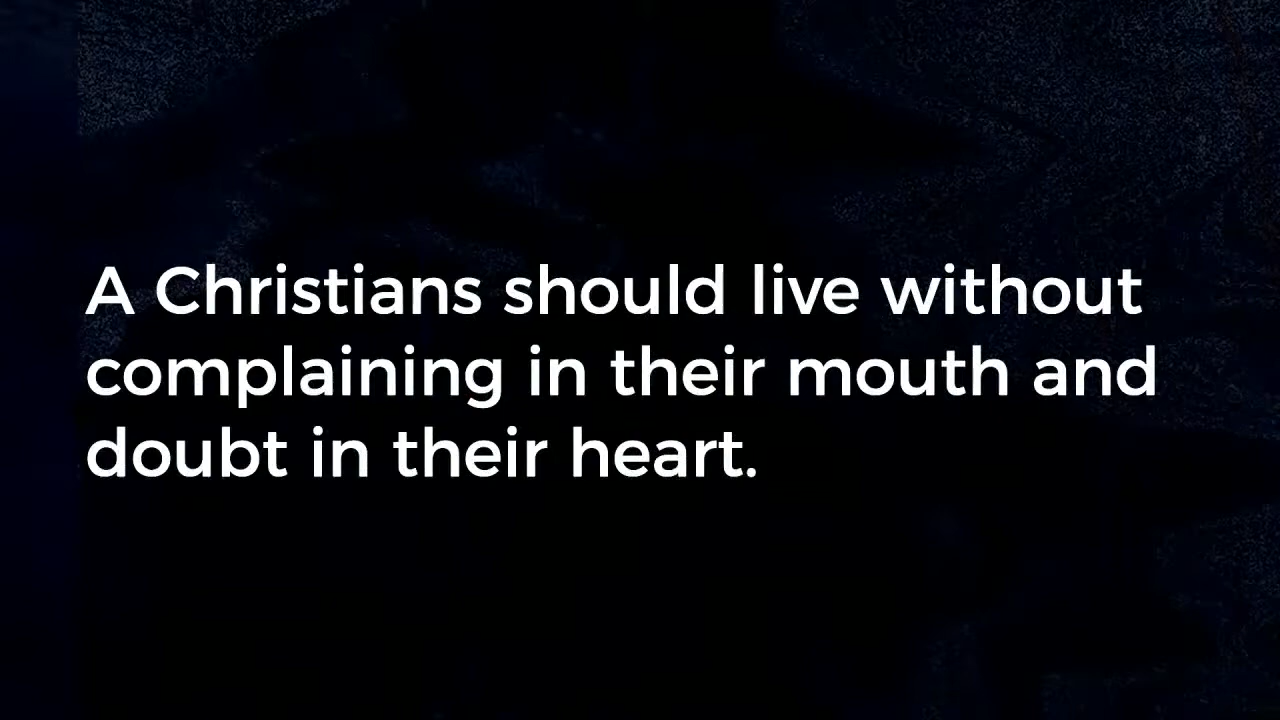 A Christians should live without
complaining in their mouth and
doubt in their heart.